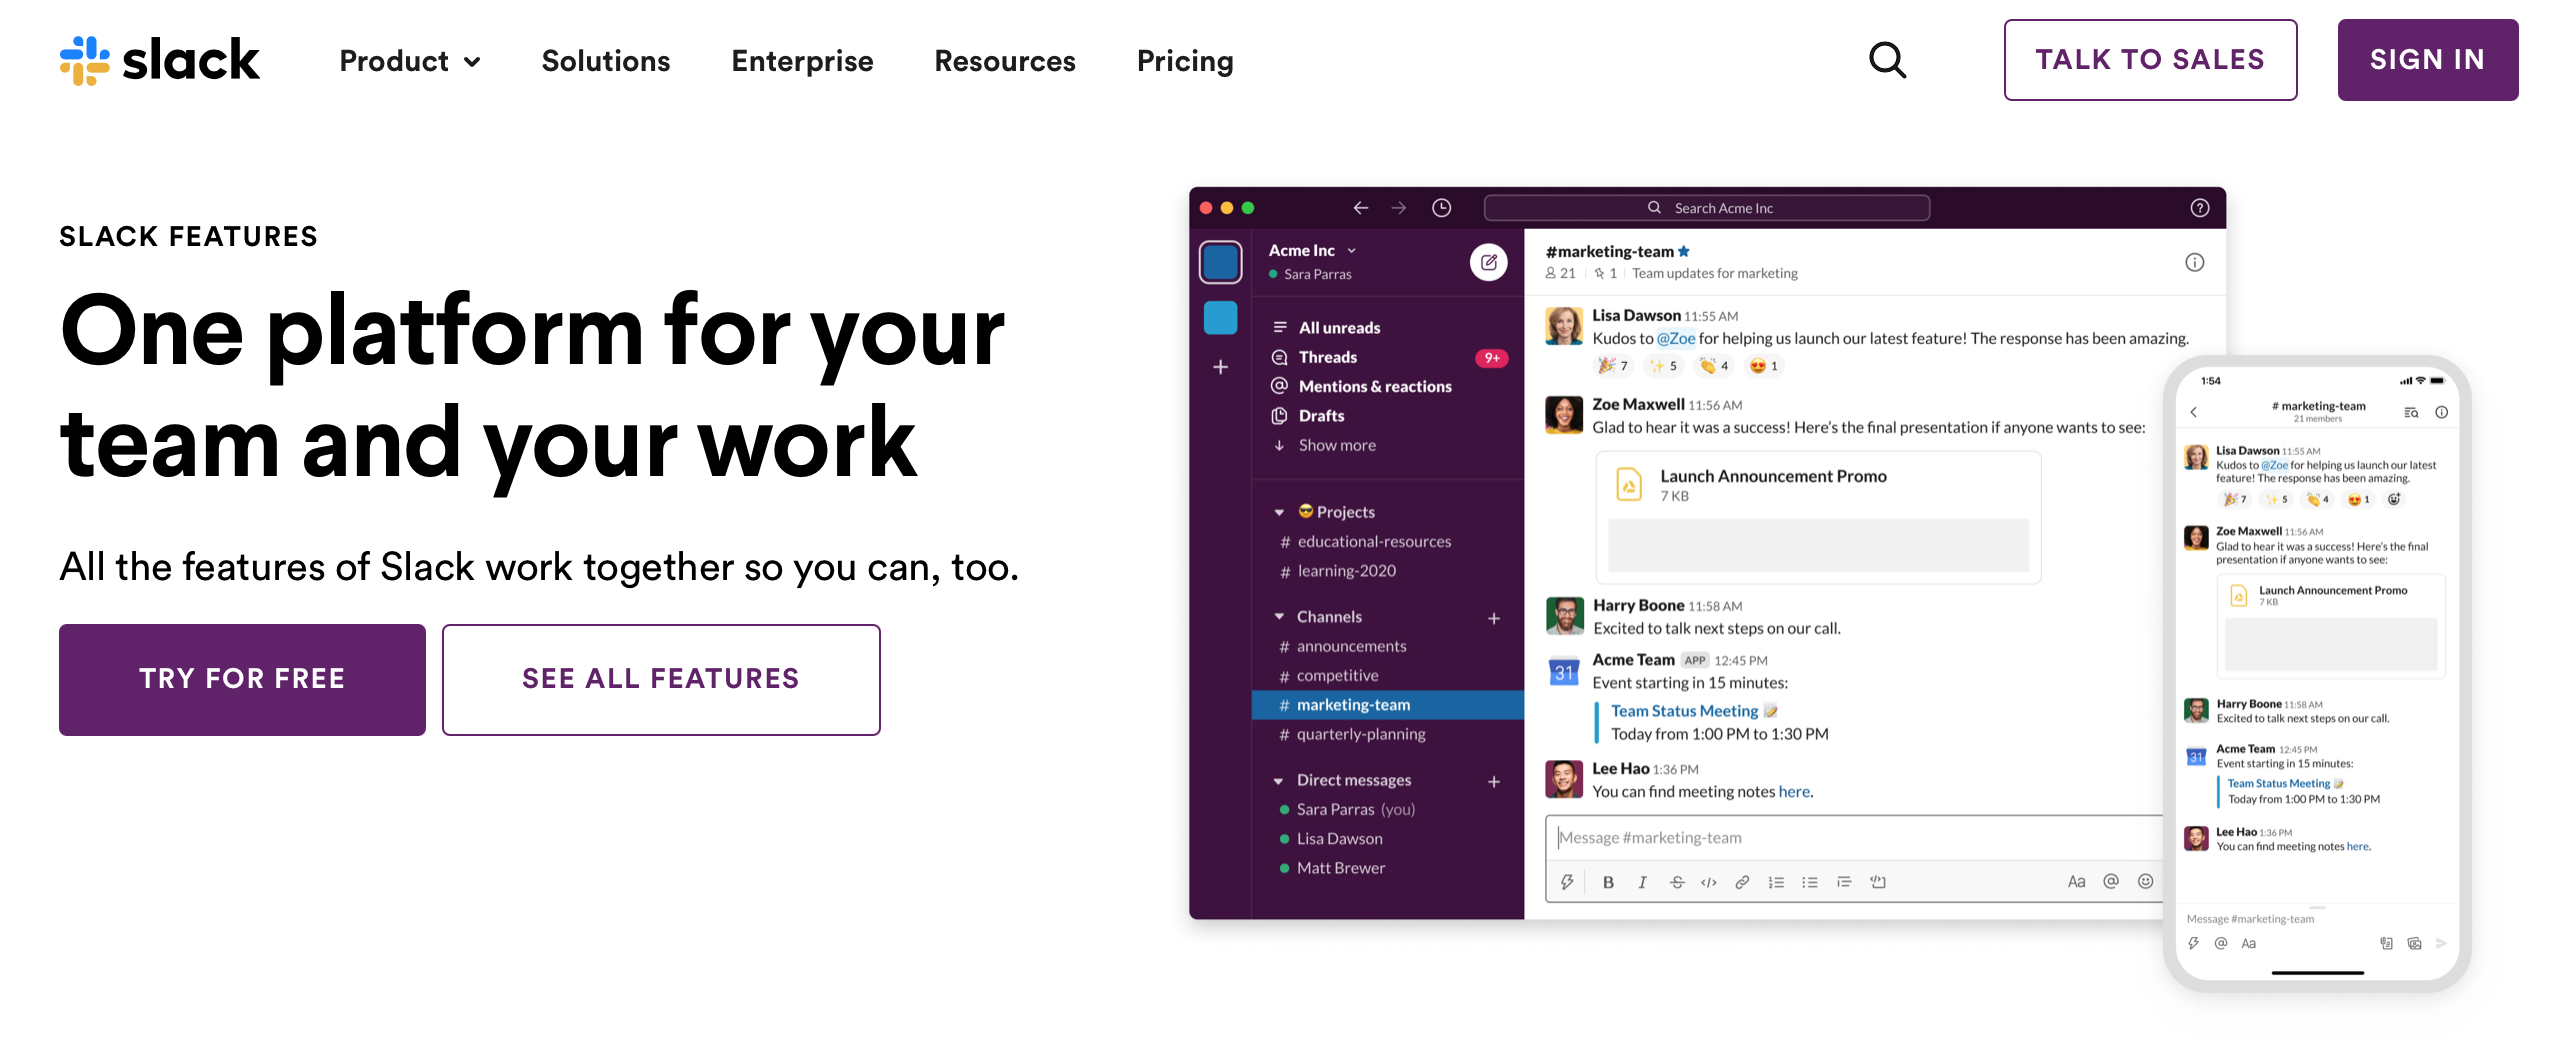 slack
Product
Solutions
Enterprise
Resources
Pricing
TALK TO SALES
SIGN IN
SLACK FEATURES
One platform for your
team and your work
All the features of Slack work together so you can, too.
TRY FOR FREE
SEE ALL FEATURES
Search Acme Inc
Acme Inc
Sara Parras
All unreads
Threads 9+
Mentions & reactions
Drafts
Show more
😎 Projects
# educational-resources
# learning-2020
Channels +
# announcements
# competitive
# marketing-team
# quarterly-planning
Direct messages +
Sara Parras (you)
Lisa Dawson
Matt Brewer
#marketing-team
21 | 1 | Team updates for marketing
Lisa Dawson 11:55 AM
Kudos to @Zoe for helping us launch our latest feature! The response has been amazing.
🎉 7 ✨ 5 👏 4 😍 1
Zoe Maxwell 11:56 AM
Glad to hear it was a success! Here’s the final presentation if anyone wants to see:
Launch Announcement Promo
7 KB
Harry Boone 11:58 AM
Excited to talk next steps on our call.
31
Acme Team APP 12:45 PM
Event starting in 15 minutes:
Team Status Meeting 📝
Today from 1:00 PM to 1:30 PM
Lee Hao 1:36 PM
You can find meeting notes here.
Message #marketing-team
B I S </> Aa @
1:54
# marketing-team
21 members
Lisa Dawson 11:55 AM
Kudos to @Zoe for helping us launch our latest
feature! The response has been amazing.
🎉 7 ✨ 5 👏 4 😍 1
Zoe Maxwell 11:56 AM
Glad to hear it was a success! Here’s the final
presentation if anyone wants to see:
Launch Announcement Promo
7 KB
Harry Boone 11:58 AM
Excited to talk next steps on our call.
31
Acme Team 12:45 PM
Event starting in 15 minutes:
Team Status Meeting 📝
Today from 1:00 PM to 1:30 PM
Lee Hao 1:36 PM
You can find meeting notes here.
Message #marketing-team
@ Aa